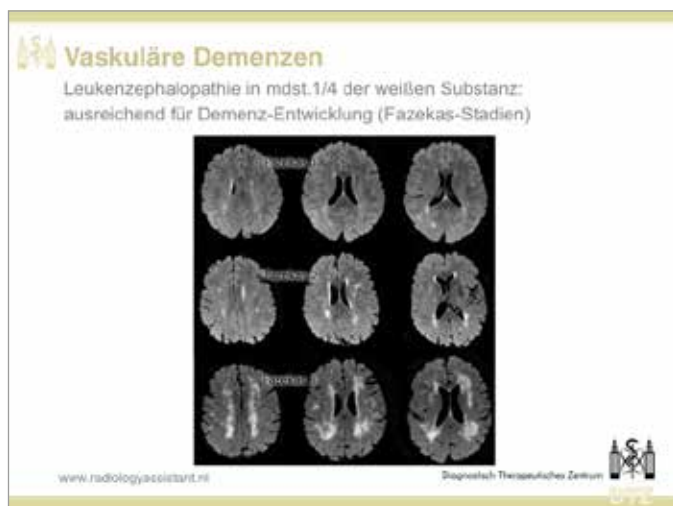 Vaskuläre Demenzen
Leukenzephalopathie in mdst.1/4 der weißen Substanz:
ausreichend für Demenz-Entwicklung (Fazekas-Stadien)
www.radiologyassistant.nl
Diagnostisch Therapeutisches Zentrum